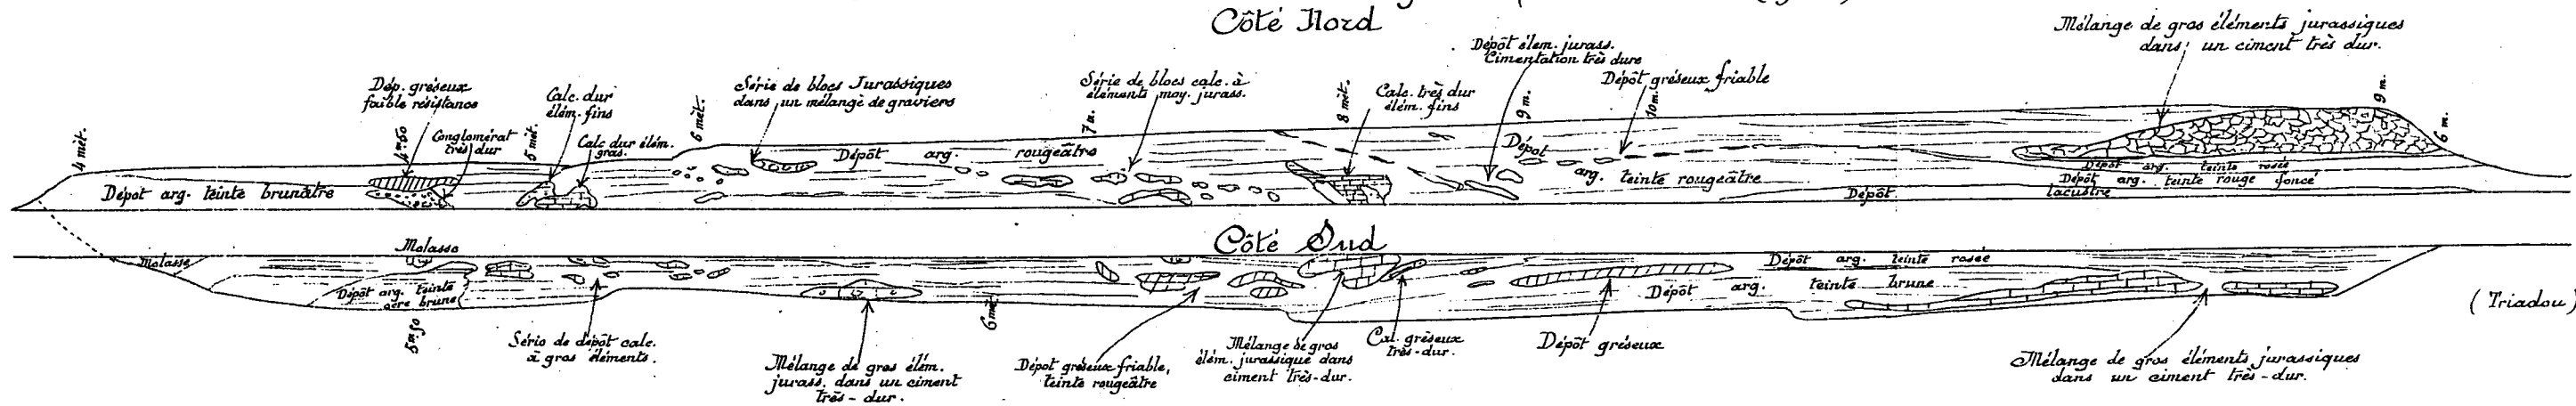 Côté Nord
Mélange de gros éléments jurassiques
dans un ciment très dur.
Dép. gréseux
faible résistance
Calc. dur
élém. fins
Série de blocs Jurassiques
dans un mélange de graviers
Série de blocs calc. à
éléments moy. jurass.
Calc. très dur
élém. fins
Dépôt élem. jurass.
Cimentation très dure
Dépôt gréseux friable
4 mèt.
4m50
Conglomérat
très dur
5 mèt.
Calc dur élém.
gros.
6 mèt.
7 m.
8 mèt.
9 m.
10 m.
9 m.
6 m.
Dépôt arg. rougeâtre
Dépôt
arg. teinte rougeâtre
Dépôt arg. teinte brunâtre
Dépôt arg. teinte rosée
Dépôt arg. teinte rouge foncé
Dépôt lacustre
Côté Sud
Molasse
Molasse
Dépôt arg. teinte
ocre brune
Dépôt arg. teinte rosée
Dépôt arg. teinte brune
(Triadou)
5m50
6 mèt.
Série de dépôt calc.
à gros éléments.
Mélange de gros élém.
jurass. dans un ciment
très-dur.
Dépôt gréseux friable,
teinte rougeâtre
Mélange de gros
élém. jurassique dans
ciment très-dur.
Cal. gréseux
très-dur.
Dépôt gréseux
Mélange de gros éléments jurassiques
dans un ciment très-dur.